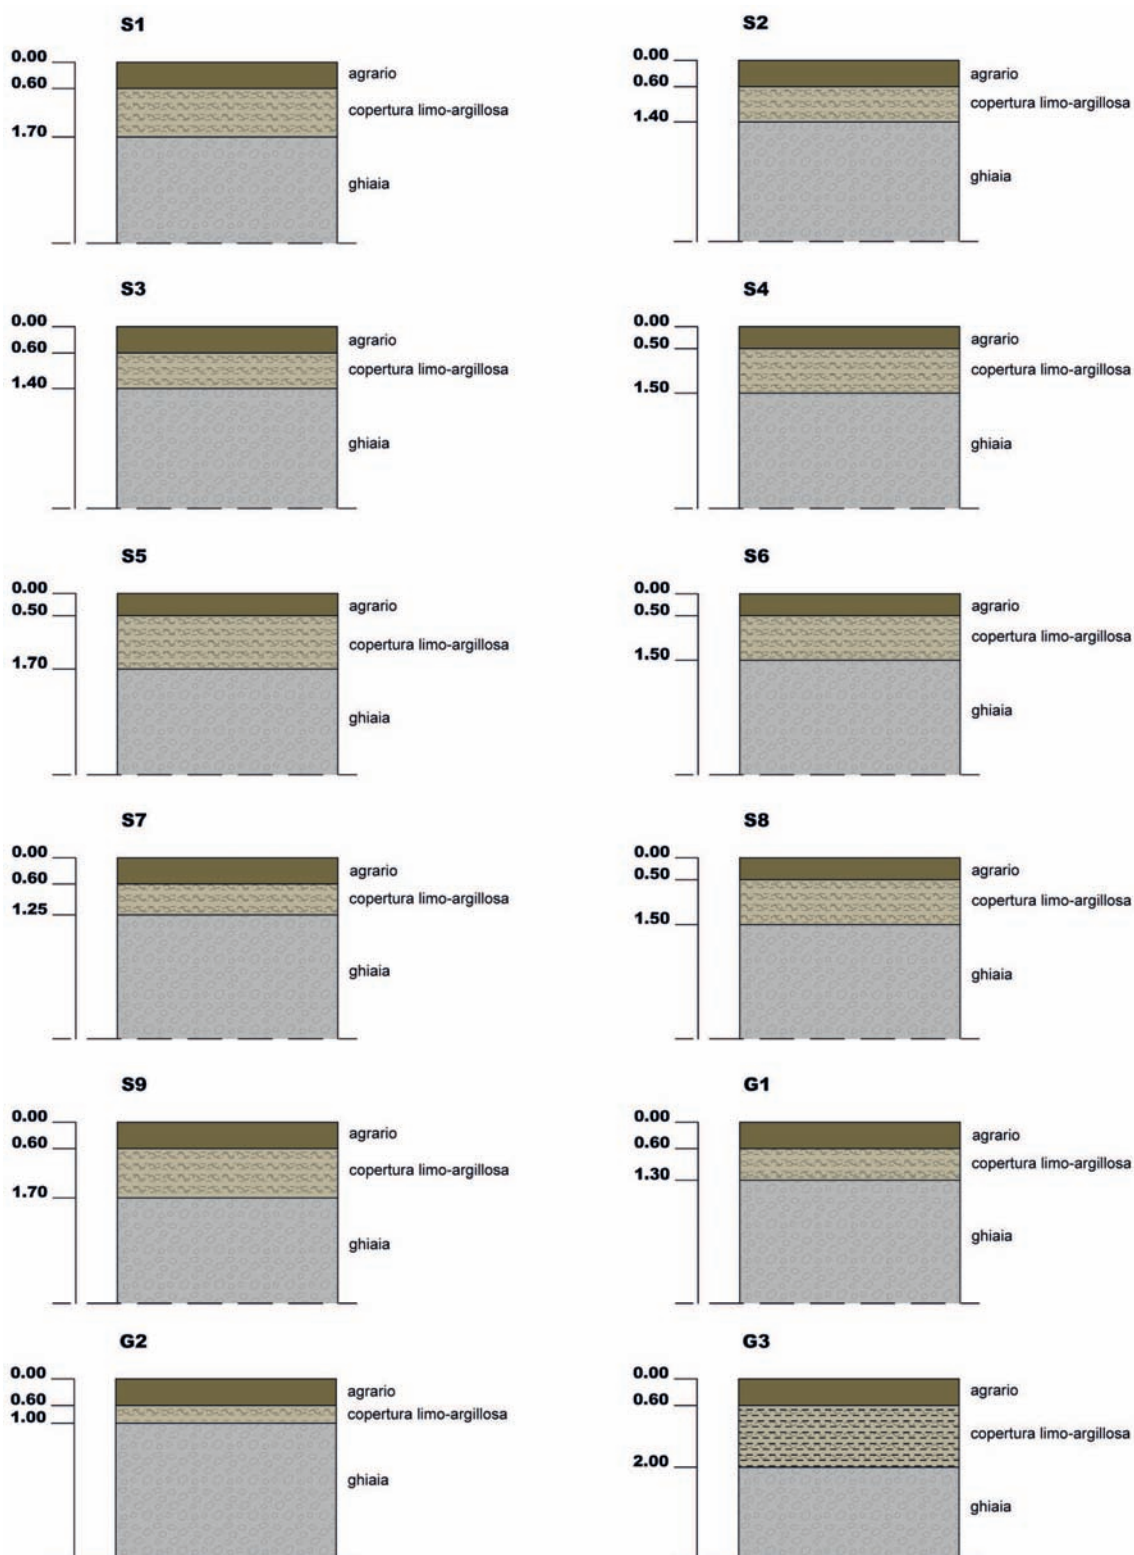 S1
0.00
agrario
0.60
copertura limo-argillosa
1.70
ghiaia
S2
0.00
agrario
0.60
copertura limo-argillosa
1.40
ghiaia
S3
0.00
agrario
0.60
copertura limo-argillosa
1.40
ghiaia
S4
0.00
agrario
0.50
copertura limo-argillosa
1.50
ghiaia
S5
0.00
agrario
0.50
copertura limo-argillosa
1.70
ghiaia
S6
0.00
agrario
0.50
copertura limo-argillosa
1.50
ghiaia
S7
0.00
agrario
0.60
copertura limo-argillosa
1.25
ghiaia
S8
0.00
agrario
0.50
copertura limo-argillosa
1.50
ghiaia
S9
0.00
agrario
0.60
copertura limo-argillosa
1.70
ghiaia
G1
0.00
agrario
0.60
copertura limo-argillosa
1.30
ghiaia
G2
0.00
agrario
0.60
copertura limo-argillosa
1.00
ghiaia
G3
0.00
agrario
0.60
copertura limo-argillosa
2.00
ghiaia